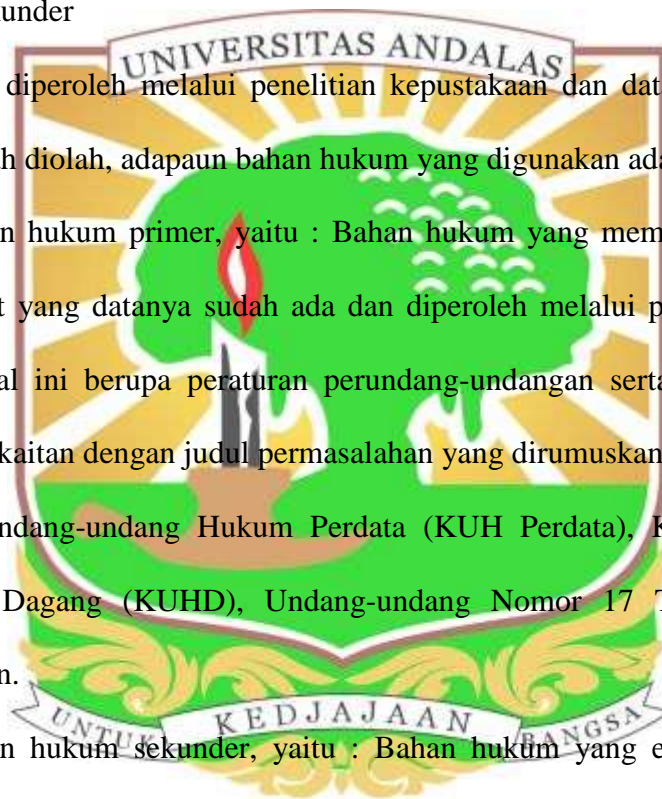 kunder
UNIVERSITAS ANDALAS
diperoleh melalui penelitian kepustakaan dan dat
h diolah, adapaun bahan hukum yang digunakan ada
n hukum primer, yaitu : Bahan hukum yang mem
t yang datanya sudah ada dan diperoleh melalui p
al ini berupa peraturan perundang-undangan serta
kaitan dengan judul permasalahan yang dirumuskan
ndang-undang Hukum Perdata (KUH Perdata), K
Dagang (KUHD), Undang-undang Nomor 17 T
n.
UNTUK KEDJAJAAN BANGSA
n hukum sekunder, yaitu : Bahan hukum yang e